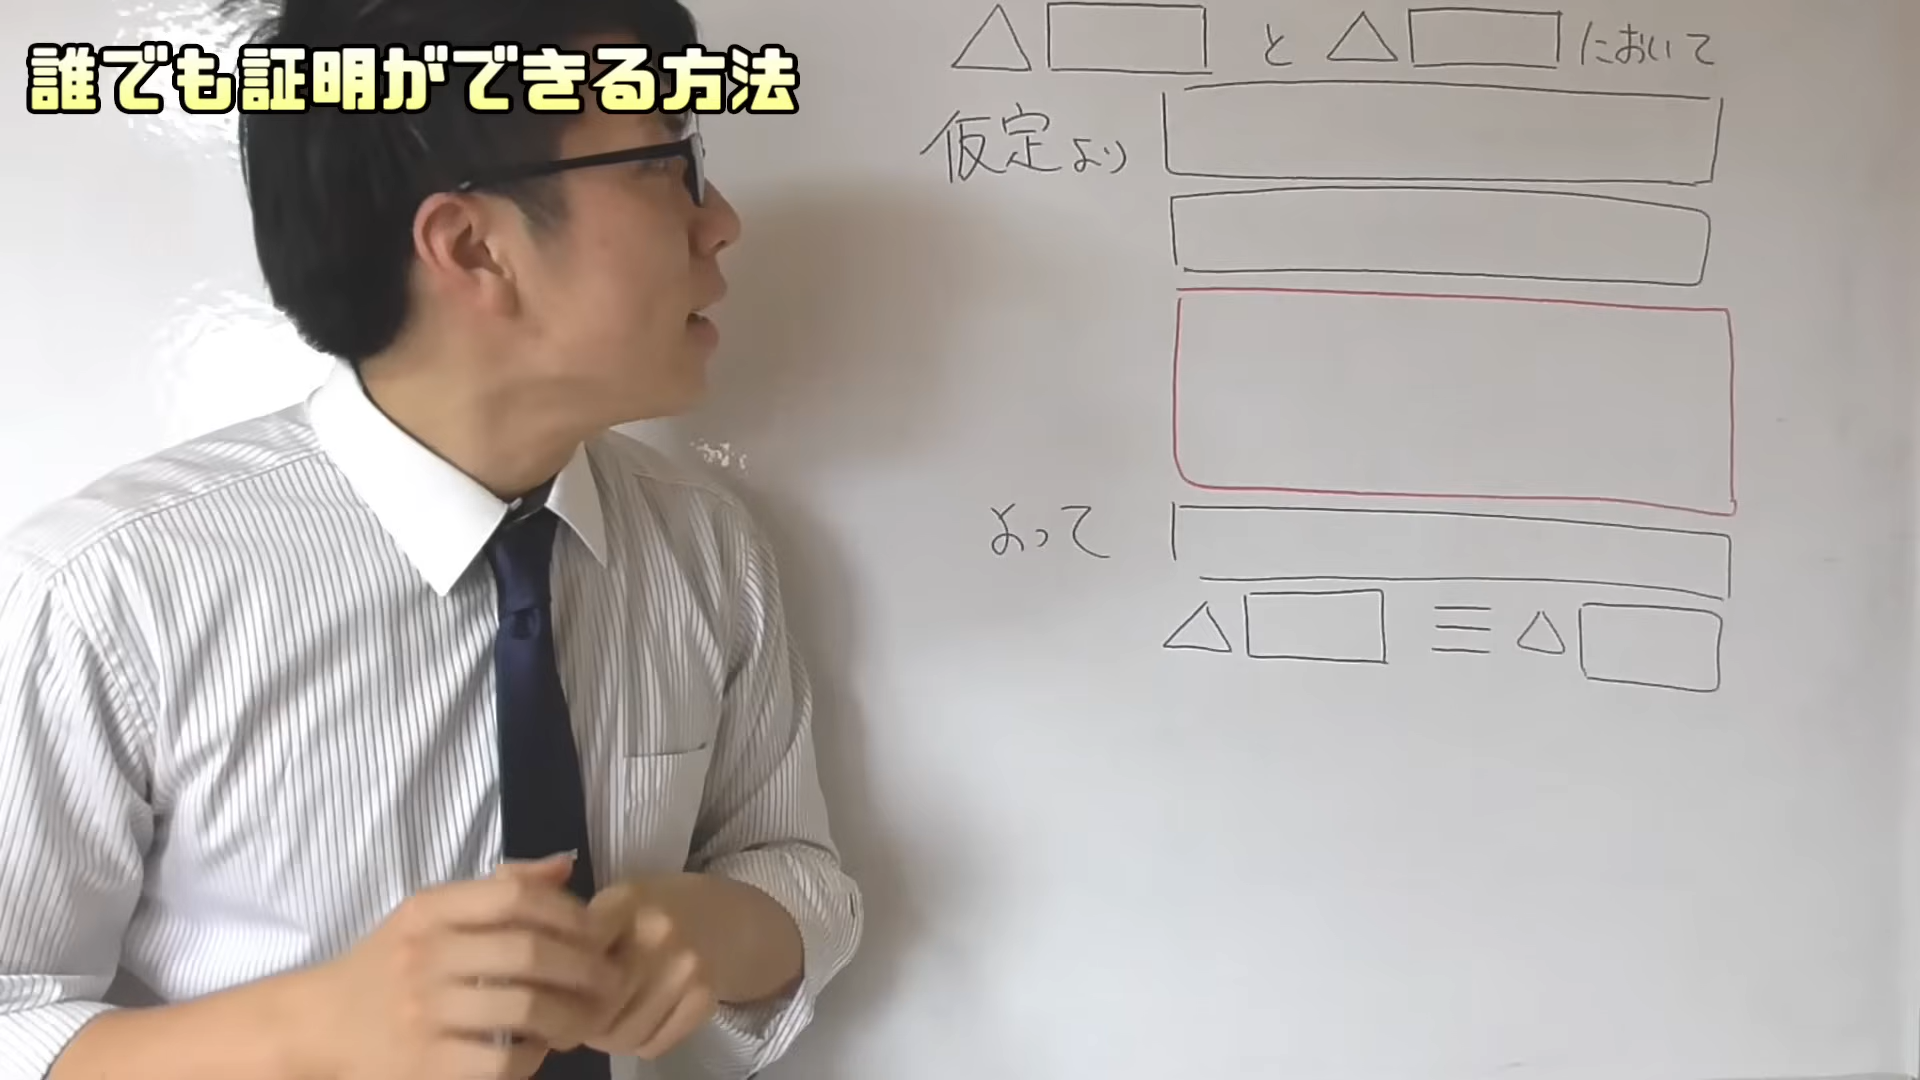 誰でも証明ができる方法
△ と △ において
仮定より
よって
△ ≡ △